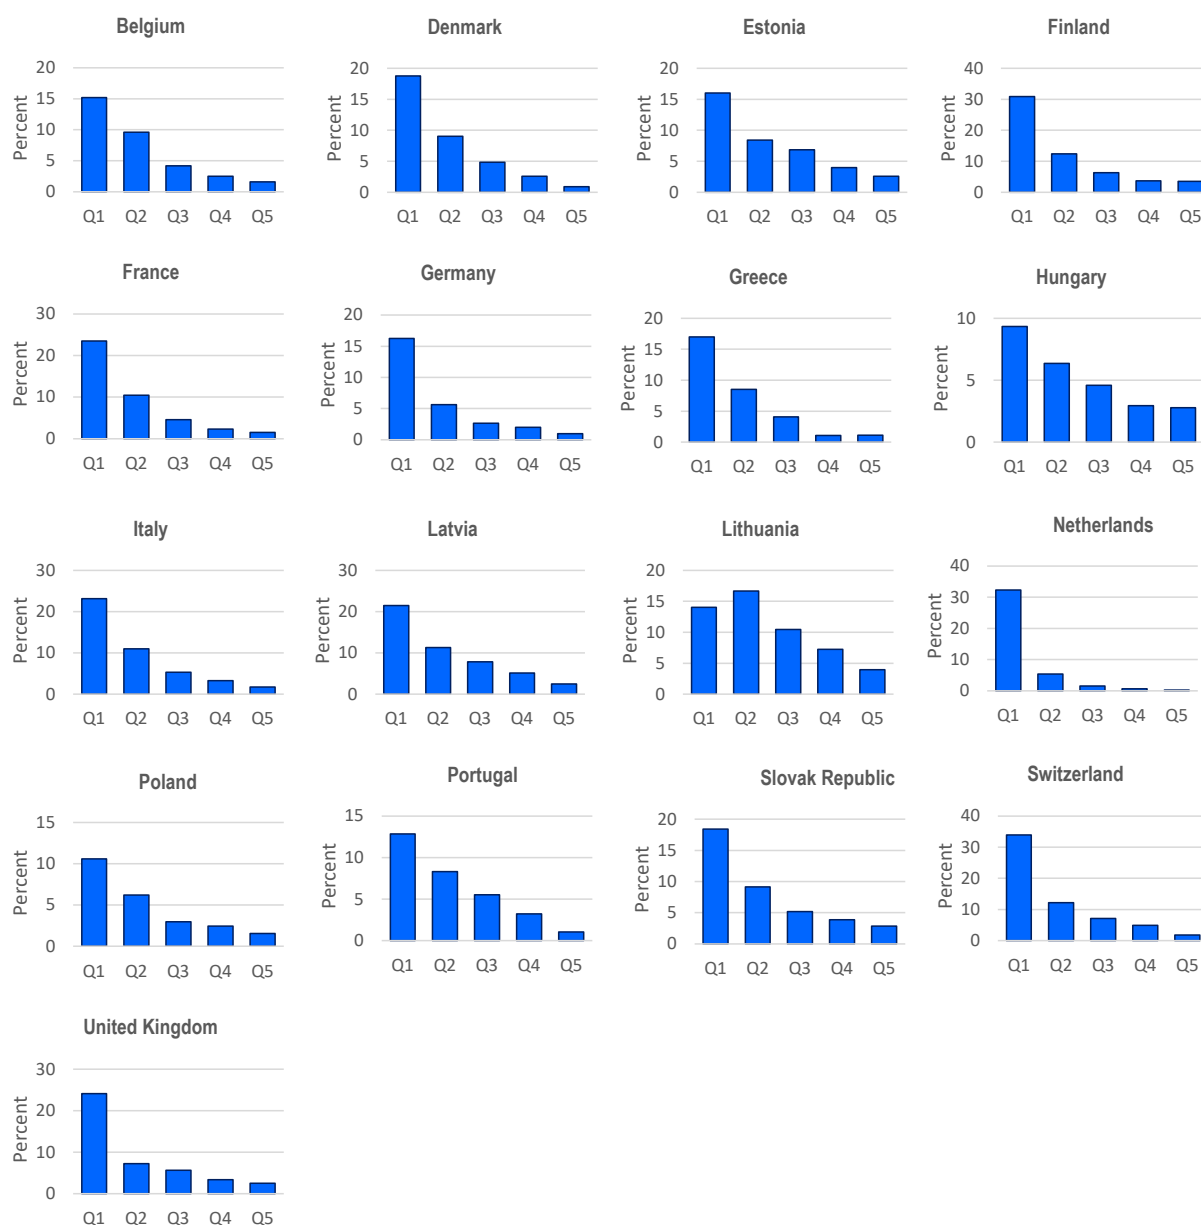 Belgium
Percent
20
15
10
5
0
Q1 Q2 Q3 Q4 Q5
Denmark
Percent
20
15
10
5
0
Q1 Q2 Q3 Q4 Q5
Estonia
Percent
20
15
10
5
0
Q1 Q2 Q3 Q4 Q5
Finland
Percent
40
30
20
10
0
Q1 Q2 Q3 Q4 Q5
France
Percent
30
20
10
0
Q1 Q2 Q3 Q4 Q5
Germany
Percent
20
15
10
5
0
Q1 Q2 Q3 Q4 Q5
Greece
Percent
20
15
10
5
0
Q1 Q2 Q3 Q4 Q5
Hungary
Percent
10
5
0
Q1 Q2 Q3 Q4 Q5
Italy
Percent
30
20
10
0
Q1 Q2 Q3 Q4 Q5
Latvia
Percent
30
20
10
0
Q1 Q2 Q3 Q4 Q5
Lithuania
Percent
20
15
10
5
0
Q1 Q2 Q3 Q4 Q5
Netherlands
Percent
40
30
20
10
0
Q1 Q2 Q3 Q4 Q5
Poland
Percent
15
10
5
0
Q1 Q2 Q3 Q4 Q5
Portugal
Percent
15
10
5
0
Q1 Q2 Q3 Q4 Q5
Slovak Republic
Percent
20
15
10
5
0
Q1 Q2 Q3 Q4 Q5
Switzerland
Percent
40
30
20
10
0
Q1 Q2 Q3 Q4 Q5
United Kingdom
Percent
30
20
10
0
Q1 Q2 Q3 Q4 Q5